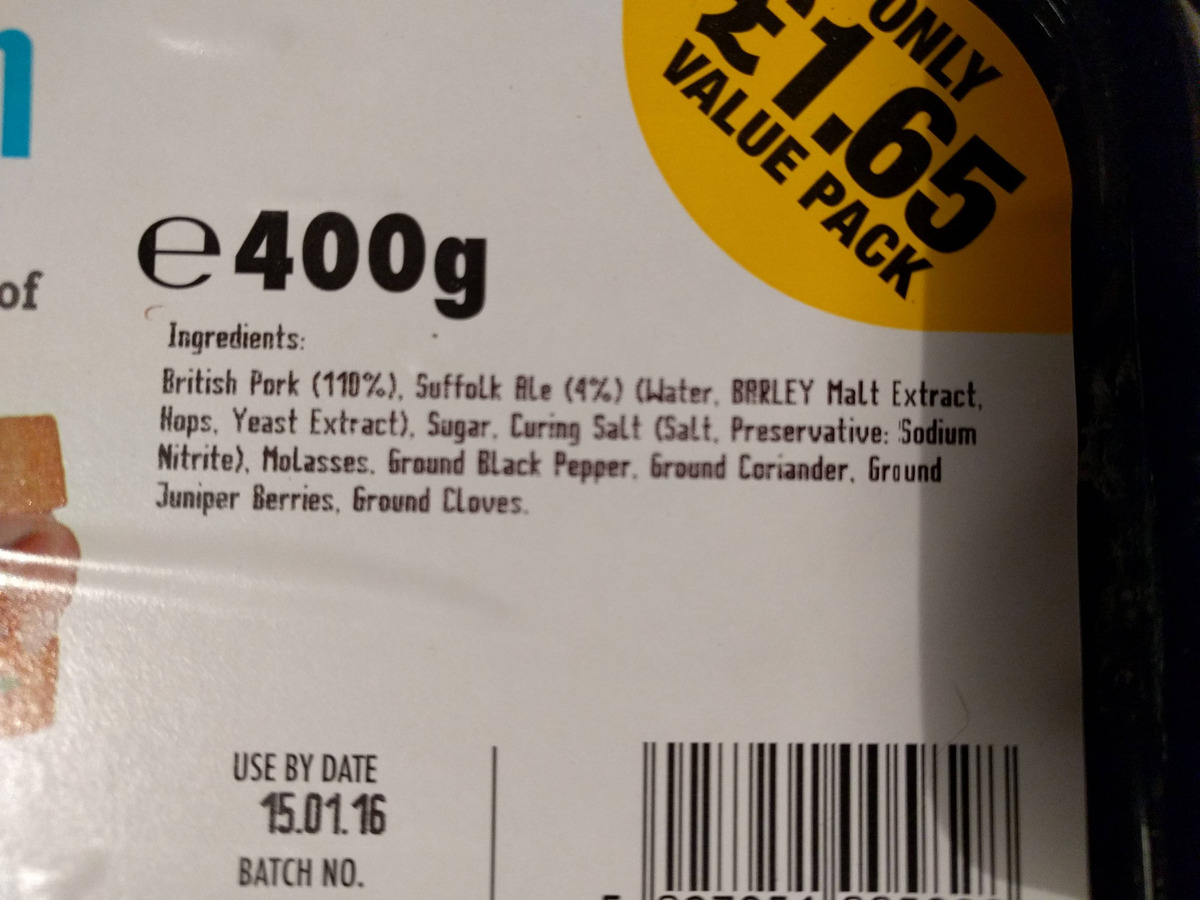 ONLY
£1.65
VALUE PACK
e400g
of
Ingredients:
British Pork (110%), Suffolk Ale (4%) (Water, BARLEY Malt Extract,
Hops, Yeast Extract), Sugar, Curing Salt (Salt, Preservative: Sodium
Nitrite), Molasses, Ground Black Pepper, Ground Coriander, Ground
Juniper Berries, Ground Cloves.
USE BY DATE
15.01.16
BATCH NO.